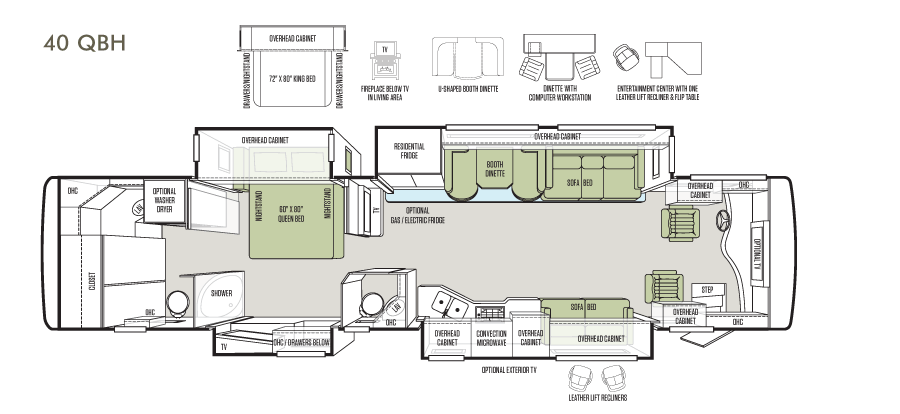 40 QBH
OVERHEAD CABINET
DRAWERS/NIGHTSTAND
72" X 80" KING BED
DRAWERS/NIGHTSTAND
TV
FIREPLACE BELOW TV
IN LIVING AREA
U-SHAPED BOOTH DINETTE
DINETTE WITH
COMPUTER WORKSTATION
ENTERTAINMENT CENTER WITH ONE
LEATHER LIFT RECLINER & FLIP TABLE
OVERHEAD CABINET
RESIDENTIAL
FRIDGE
OVERHEAD CABINET
BOOTH
DINETTE
SOFA BED
OHC
OPTIONAL
WASHER
DRYER
LAV
NIGHTSTAND
60" X 80"
QUEEN BED
NIGHTSTAND
TV
OPTIONAL
GAS / ELECTRIC FRIDGE
OVERHEAD
CABINET
OHC
OPTIONAL TV
CLOSET
SHOWER
OHC
LAV
OHC
SOFA BED
STEP
OVERHEAD
CABINET
OHC
TV
OHC / DRAWERS BELOW
OVERHEAD
CABINET
CONVECTION
MICROWAVE
OVERHEAD
CABINET
OVERHEAD CABINET
OPTIONAL EXTERIOR TV
LEATHER LIFT RECLINERS